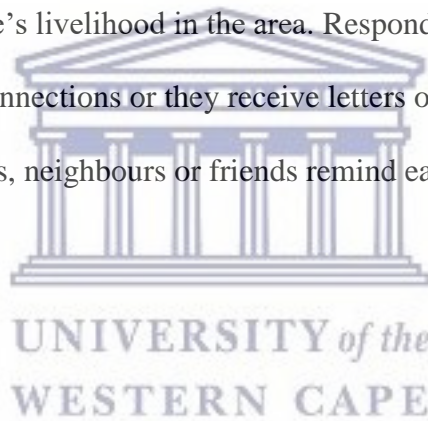 e’s livelihood in the area. Respond
nnections or they receive letters o
s, neighbours or friends remind ea
UNIVERSITY of the
WESTERN CAPE